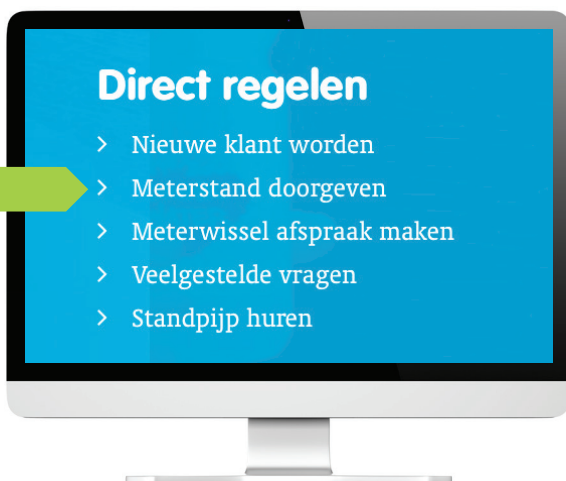 Direct regelen
> Nieuwe klant worden
> Meterstand doorgeven
> Meterwissel afspraak maken
> Veelgestelde vragen
> Standpijp huren